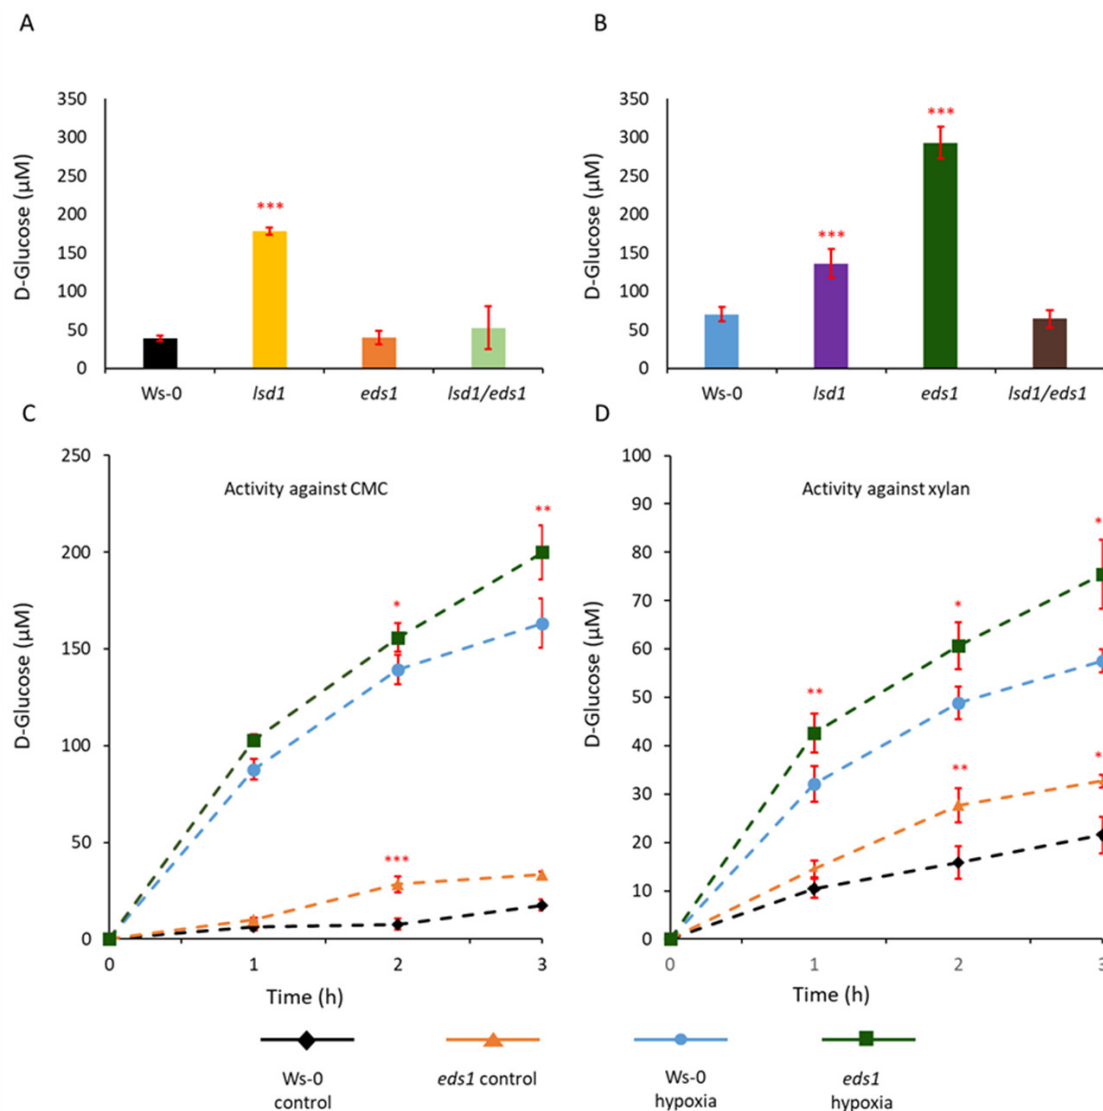 A
D-Glucose (µM)
350
300
250
200
150
100
50
0
***
Ws-0
lsd1
eds1
lsd1/eds1
B
D-Glucose (µM)
350
300
250
200
150
100
50
0
***
***
Ws-0
lsd1
eds1
lsd1/eds1
C
Activity against CMC
D-Glucose (µM)
250
200
150
100
50
0
***
*
**
0
1
2
3
Time (h)
D
Activity against xylan
D-Glucose (µM)
100
90
80
70
60
50
40
30
20
10
0
**
*
*
**
*
0
1
2
3
Time (h)
Ws-0
control
eds1 control
Ws-0
hypoxia
eds1
hypoxia